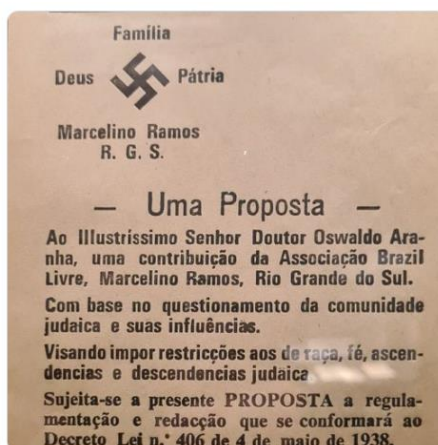 Família
Deus Pátria
Marcelino Ramos
R. G. S.
— Uma Proposta —
Ao Illustrissimo Senhor Doutor Oswaldo Ara-
nha, uma contribuição da Associação Brazil
Livre, Marcelino Ramos, Rio Grande do Sul.
Com base no questionamento da comunidade
judaica e suas influências.
Visando impor restricções aos de raça, fé, ascen-
dencias e descendencias judaica
Sujeita-se a presente PROPOSTA a regula-
mentação e redacção que se conformará ao
Decreto Lei n.º 406 de 4 de maio de 1938.